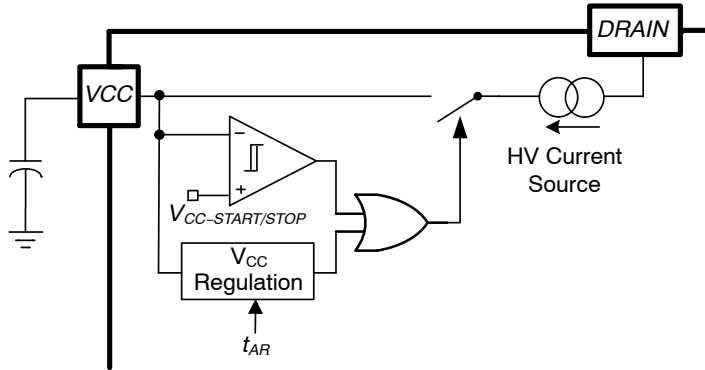 DRAIN
VCC
HV Current
Source
−
+
VCC−START/STOP
VCC
Regulation
tAR